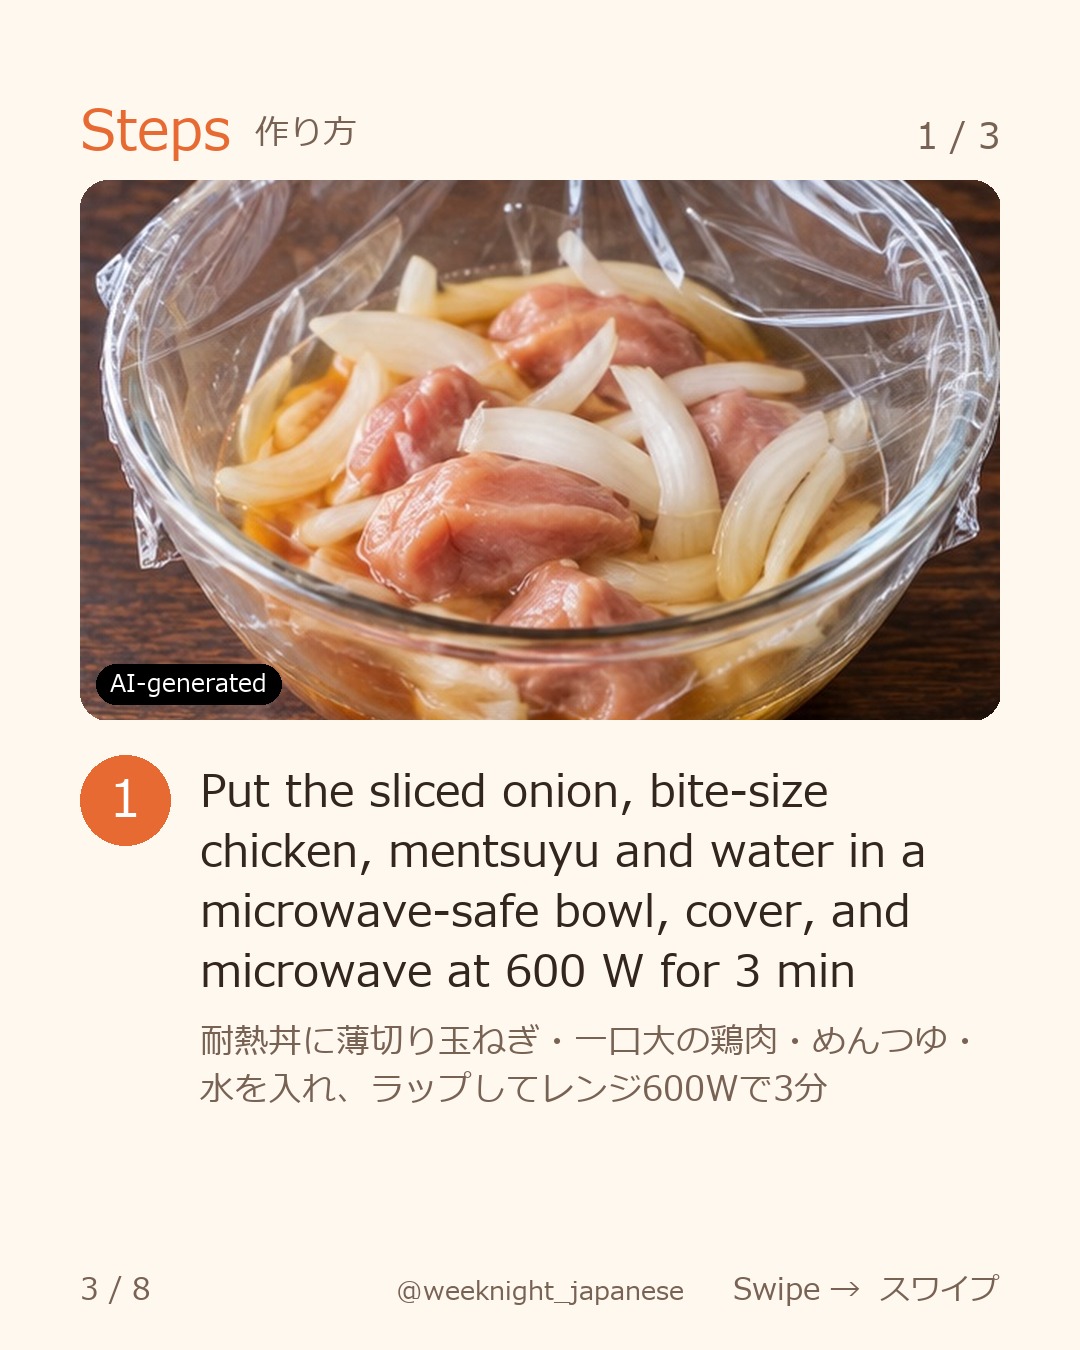 Steps 作り方
1 / 3
AI-generated
1
Put the sliced onion, bite-size
chicken, mentsuyu and water in a
microwave-safe bowl, cover, and
microwave at 600 W for 3 min
耐熱丼に薄切り玉ねぎ・一口大の鶏肉・めんつゆ・
水を入れ、ラップしてレンジ600Wで3分
3 / 8
@weeknight_japanese
Swipe → スワイプ